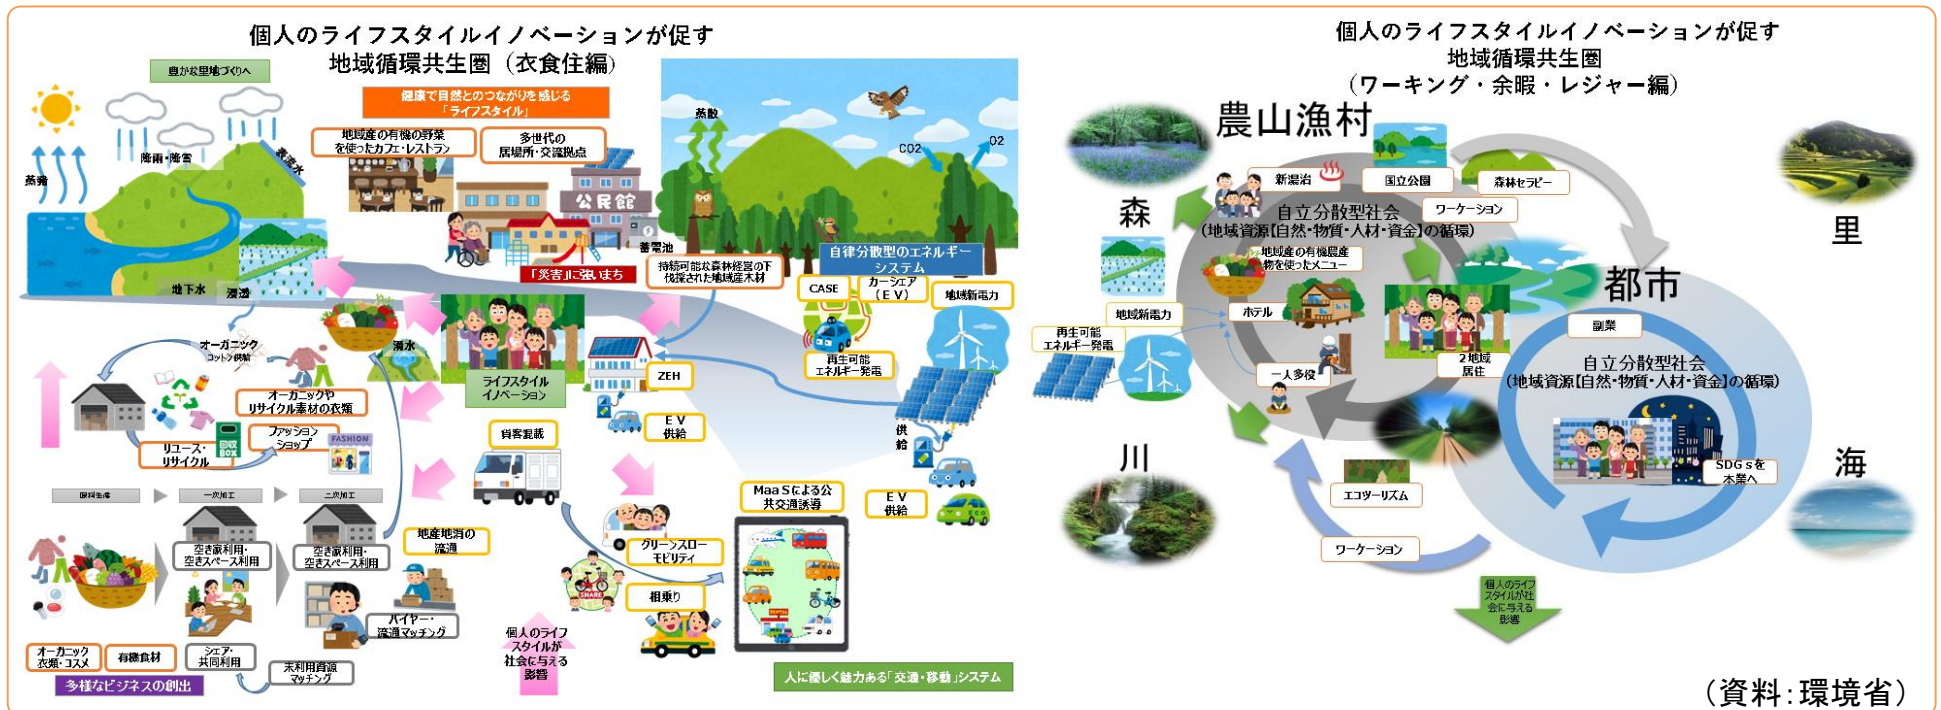 個人のライフスタイルイノベーションが促す
地域循環共生圏（衣食住編）
豊かな里地づくりへ
健康で自然とのつながりを感じる
「ライフスタイル」
地域産の有機の野菜
を使ったカフェ・レストラン
多世代の
居場所・交流拠点
蒸散
CO2
O2
降雨・降雪
表流水
蒸発
公民館
蓄電池
「災害」に強いまち
持続可能な森林経営の下
伐採された地域産木材
自律分散型のエネルギー
システム
CASE
カーシェア
（ＥＶ）
地域新電力
地下水
浸透
湧水
オーガニック
コットン供給
再生可能
エネルギー発電
ライフスタイル
イノベーション
ZEH
オーガニックや
リサイクル素材の衣類
ファッション
ショップ
FASHION
回収
BOX
リユース・
リサイクル
貨客混載
ＥＶ
供給
供
給
ＥＶ
供給
MaaSによる公
共交通誘導
原料生産
一次加工
二次加工
空き家利用・
空きスペース利用
空き家利用・
空きスペース利用
地産地消の
流通
グリーンスロー
モビリティ
SHARE
相乗り
バイヤー・
流通マッチング
オーガニック
衣類・コスメ
有機食材
シェア・
共同利用
未利用資源
マッチング
多様なビジネスの創出
個人のライフ
スタイルが
社会に与える
影響
人に優しく魅力ある「交通・移動」システム
個人のライフスタイルイノベーションが促す
地域循環共生圏
（ワーキング・余暇・レジャー編）
農山漁村
森
里
川
海
新湯治
国立公園
森林セラピー
ワーケーション
自立分散型社会
（地域資源【自然・物質・人材・資金】の循環）
地域産の有機農産
物を使ったメニュー
都市
地域新電力
再生可能
エネルギー発電
ホテル
一人多役
２地域
居住
副業
自立分散型社会
（地域資源【自然・物質・人材・資金】の循環）
SDGｓを
本業へ
エコツーリズム
ワーケーション
個人のライフ
スタイルが社
会に与える
影響
（資料：環境省）